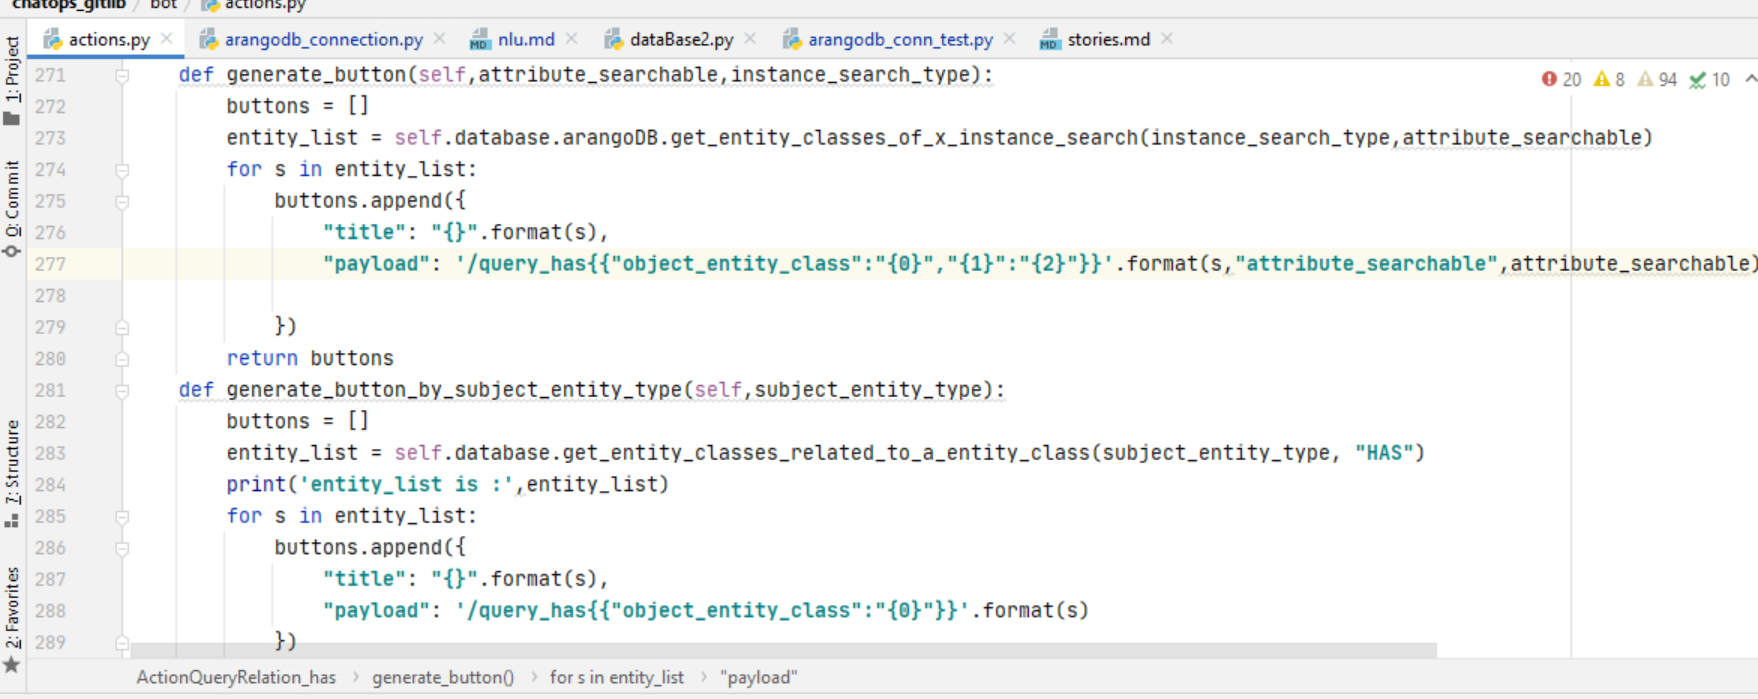 chatops_gitlib / bot / actions.py
actions.py arangodb_connection.py nlu.md dataBase2.py arangodb_conn_test.py stories.md
1: Project
0: Commit
7: Structure
2: Favorites
20 8 94 10
271 def generate_button(self,attribute_searchable,instance_search_type):
272 buttons = []
273 entity_list = self.database.arangoDB.get_entity_classes_of_x_instance_search(instance_search_type,attribute_searchable)
274 for s in entity_list:
275 buttons.append({
276 "title": "{}".format(s),
277 "payload": '/query_has{{"object_entity_class":"{0}","{1}":"{2}"}}'.format(s,"attribute_searchable",attribute_searchable)
278
279 })
280 return buttons
281 def generate_button_by_subject_entity_type(self,subject_entity_type):
282 buttons = []
283 entity_list = self.database.get_entity_classes_related_to_a_entity_class(subject_entity_type, "HAS")
284 print('entity_list is :',entity_list)
285 for s in entity_list:
286 buttons.append({
287 "title": "{}".format(s),
288 "payload": '/query_has{{"object_entity_class":"{0}"}}'.format(s)
289 })
ActionQueryRelation_has › generate_button() › for s in entity_list › "payload"